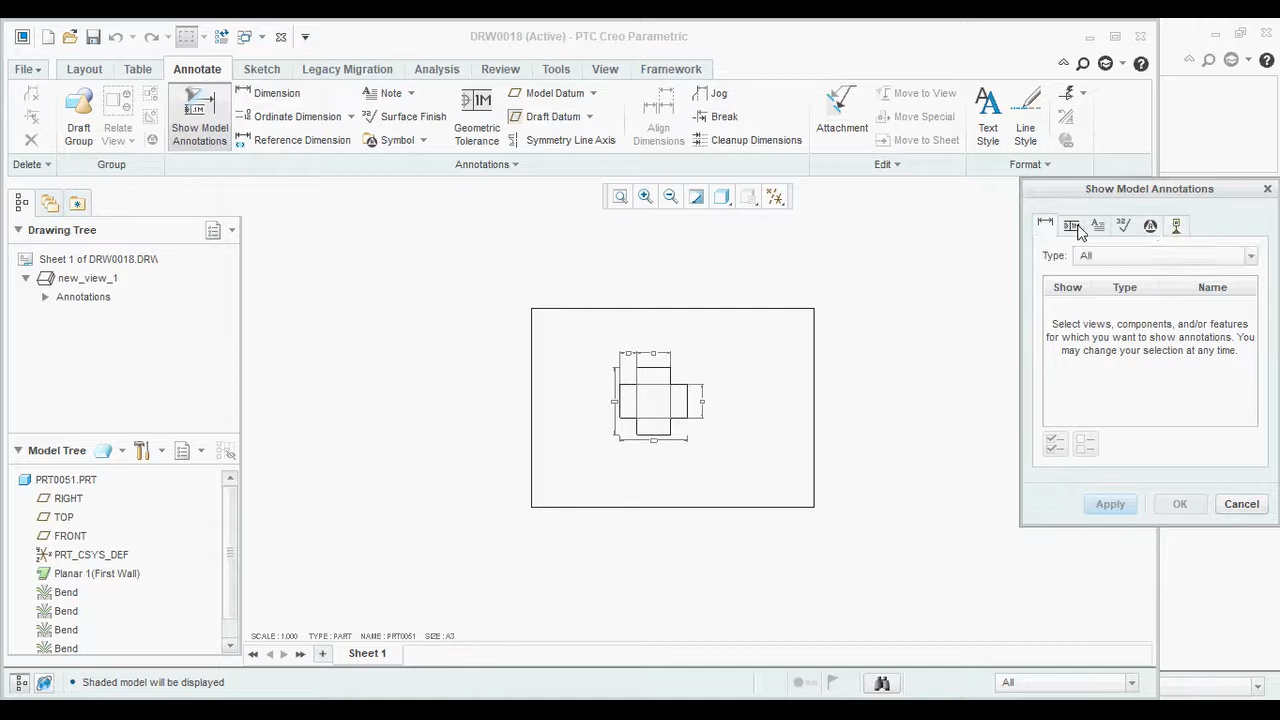 DRW0018 (Active) - PTC Creo Parametric
File Layout Table Annotate Sketch Legacy Migration Analysis Review Tools View Framework
Draft Group
Relate View
Show Model Annotations
Dimension
Ordinate Dimension
Reference Dimension
Note
Surface Finish
Symbol
Geometric Tolerance
Model Datum
Draft Datum
Symmetry Line Axis
Align Dimensions
Jog
Break
Cleanup Dimensions
Attachment
Move to View
Move Special
Move to Sheet
Text Style
Line Style
Delete Group Annotations Edit Format
Show Model Annotations
Type: All
Show Type Name
Select views, components, and/or features
for which you want to show annotations. You
may change your selection at any time.
Apply OK Cancel
Drawing Tree
Sheet 1 of DRW0018.DRW
new_view_1
Annotations
Model Tree
PRT0051.PRT
RIGHT
TOP
FRONT
PRT_CSYS_DEF
Planar 1(First Wall)
Bend
Bend
Bend
Bend
SCALE : 1.000 TYPE : PART NAME : PRT0051 SIZE : A3
Sheet 1
Shaded model will be displayed
All